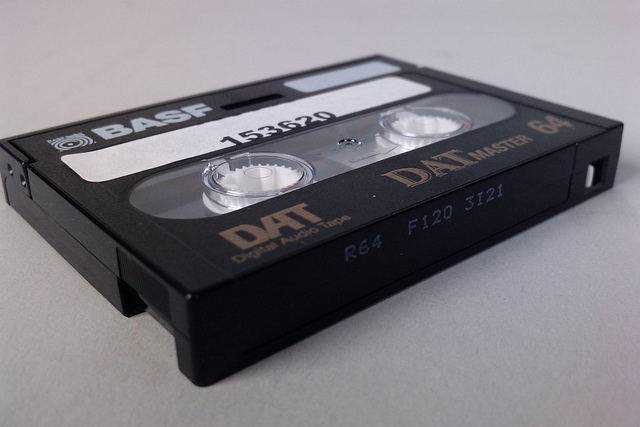 BASF
153620
DAT
Digital Audio Tape
DAT MASTER 64
R64 F120 3I21